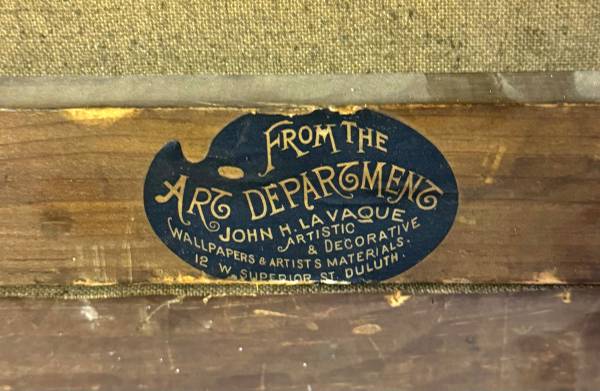 FROM THE
ART DEPARTMENT
JOHN H. LAVAQUE
ARTISTIC
& DECORATIVE
WALLPAPERS & ARTISTS MATERIALS.
12 W. SUPERIOR ST. DULUTH.